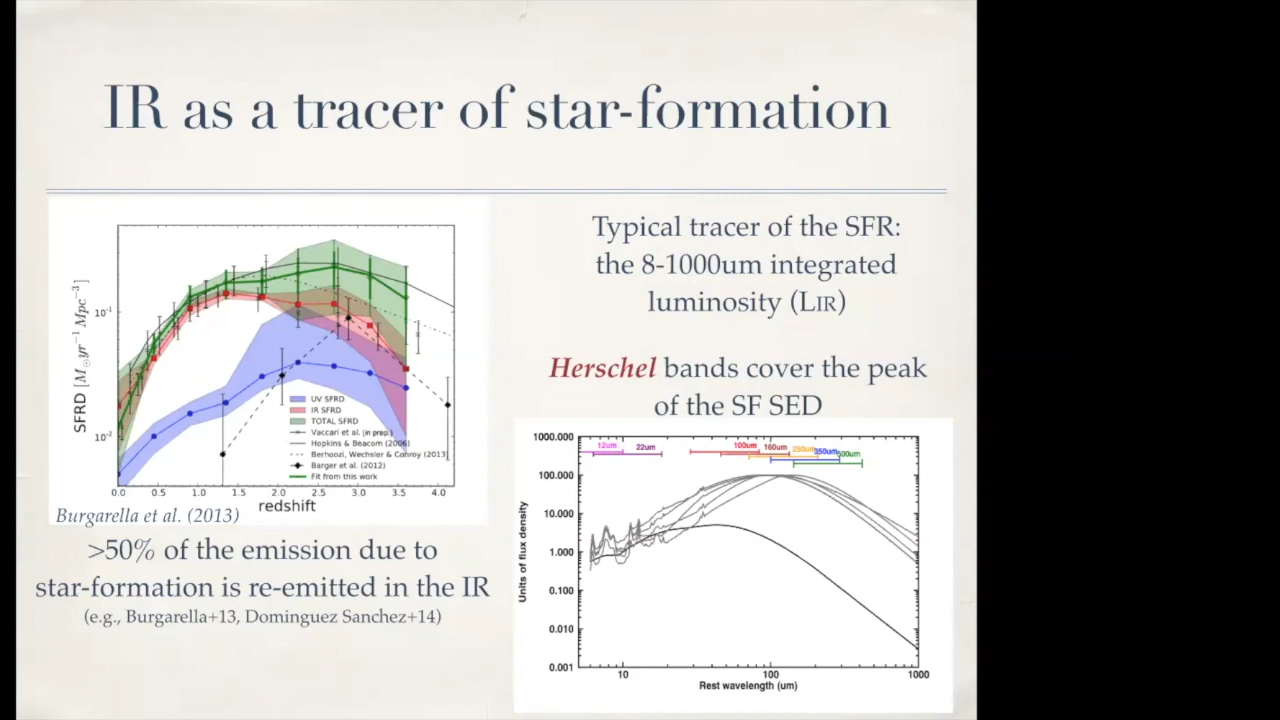 IR as a tracer of star-formation
SFRD [M⊙yr⁻¹ Mpc⁻³]
10⁻¹
10⁻²
UV SFRD
IR SFRD
TOTAL SFRD
Vaccari et al. (in prep.)
Hopkins & Beacom (2006)
Berhoozi, Wechsler & Conroy (2013)
Barger et al. (2012)
Fit from this work
0.0 0.5 1.0 1.5 2.0 2.5 3.0 3.5 4.0
redshift
Burgarella et al. (2013)
>50% of the emission due to
star-formation is re-emitted in the IR
(e.g., Burgarella+13, Dominguez Sanchez+14)
Typical tracer of the SFR:
the 8-1000um integrated
luminosity (LIR)
Herschel bands cover the peak
of the SF SED
12um 22um 100um 160um 250um 350um 500um
1000.000
100.000
10.000
1.000
0.100
0.010
0.001
Units of flux density
10 100 1000
Rest wavelength (um)